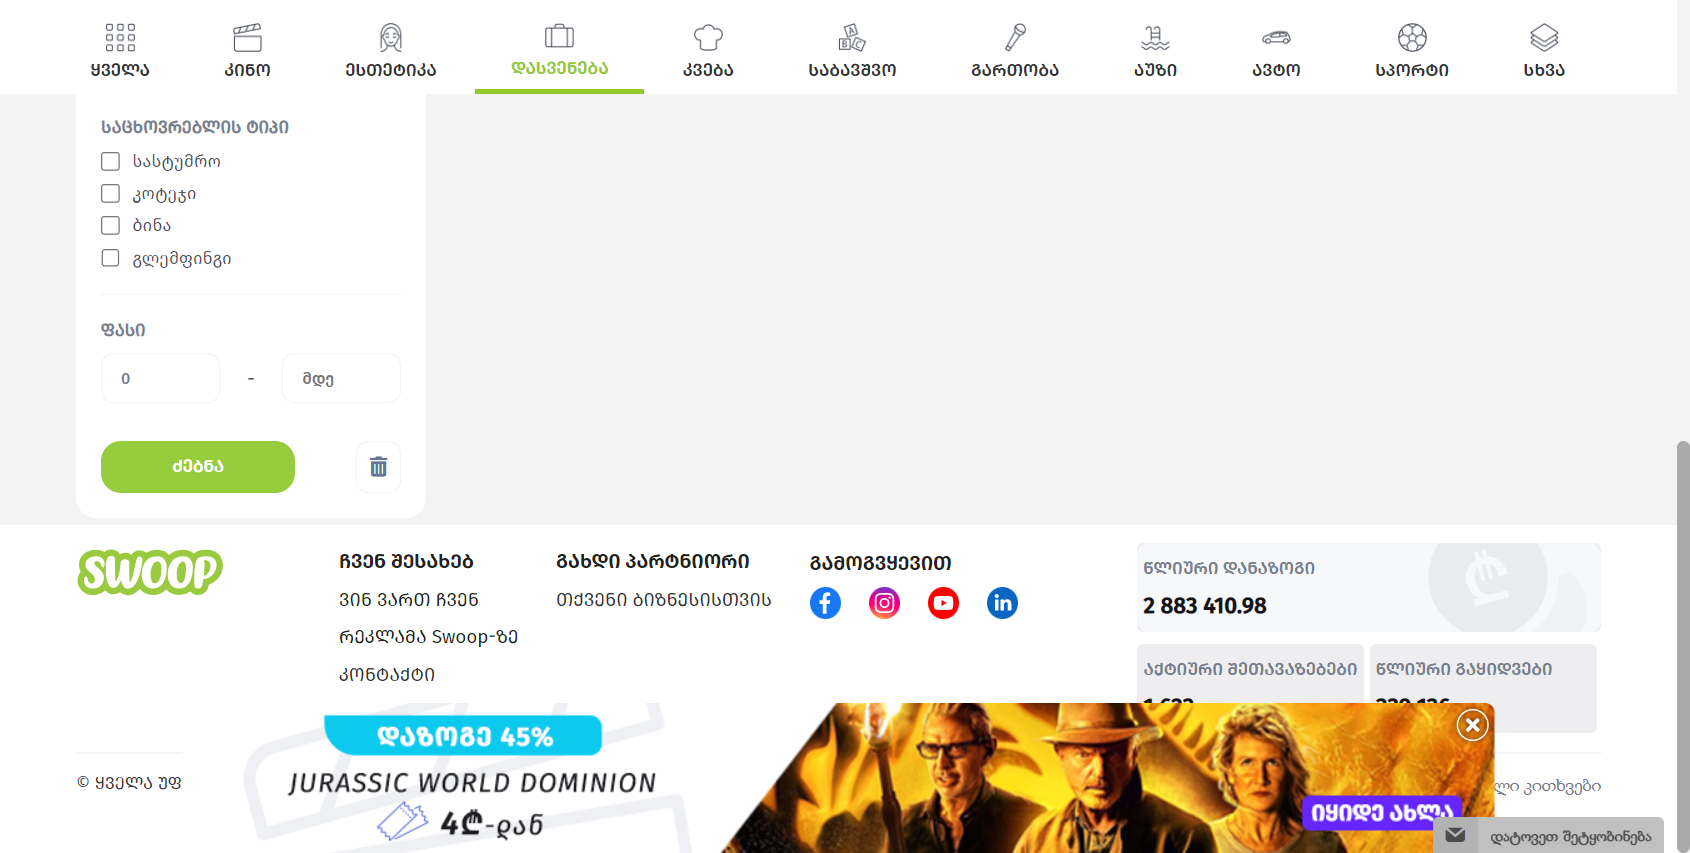 ყველა
კინო
ესთეტიკა
დასვენება
კვება
საბავშვო
გართობა
აუზი
ავტო
სპორტი
სხვა
საცხოვრებლის ტიპი
სასტუმრო
კოტეჯი
ბინა
გლემფინგი
ფასი
0 - მდე
ძებნა
SWOOP
ჩვენ შესახებ
ვინ ვართ ჩვენ
რეკლამა Swoop-ზე
კონტაქტი
გახდი პარტნიორი
თქვენი ბიზნესისთვის
გამოგვყევით
წლიური დანაზოგი
2 883 410.98
აქტიური შეთავაზებები
წლიური გაყიდვები
დაზოგე 45%
JURASSIC WORLD DOMINION
4₾-დან
იყიდე ახლა
© ყველა უფ
ლი კითხვები
დატოვეთ შეტყობინება